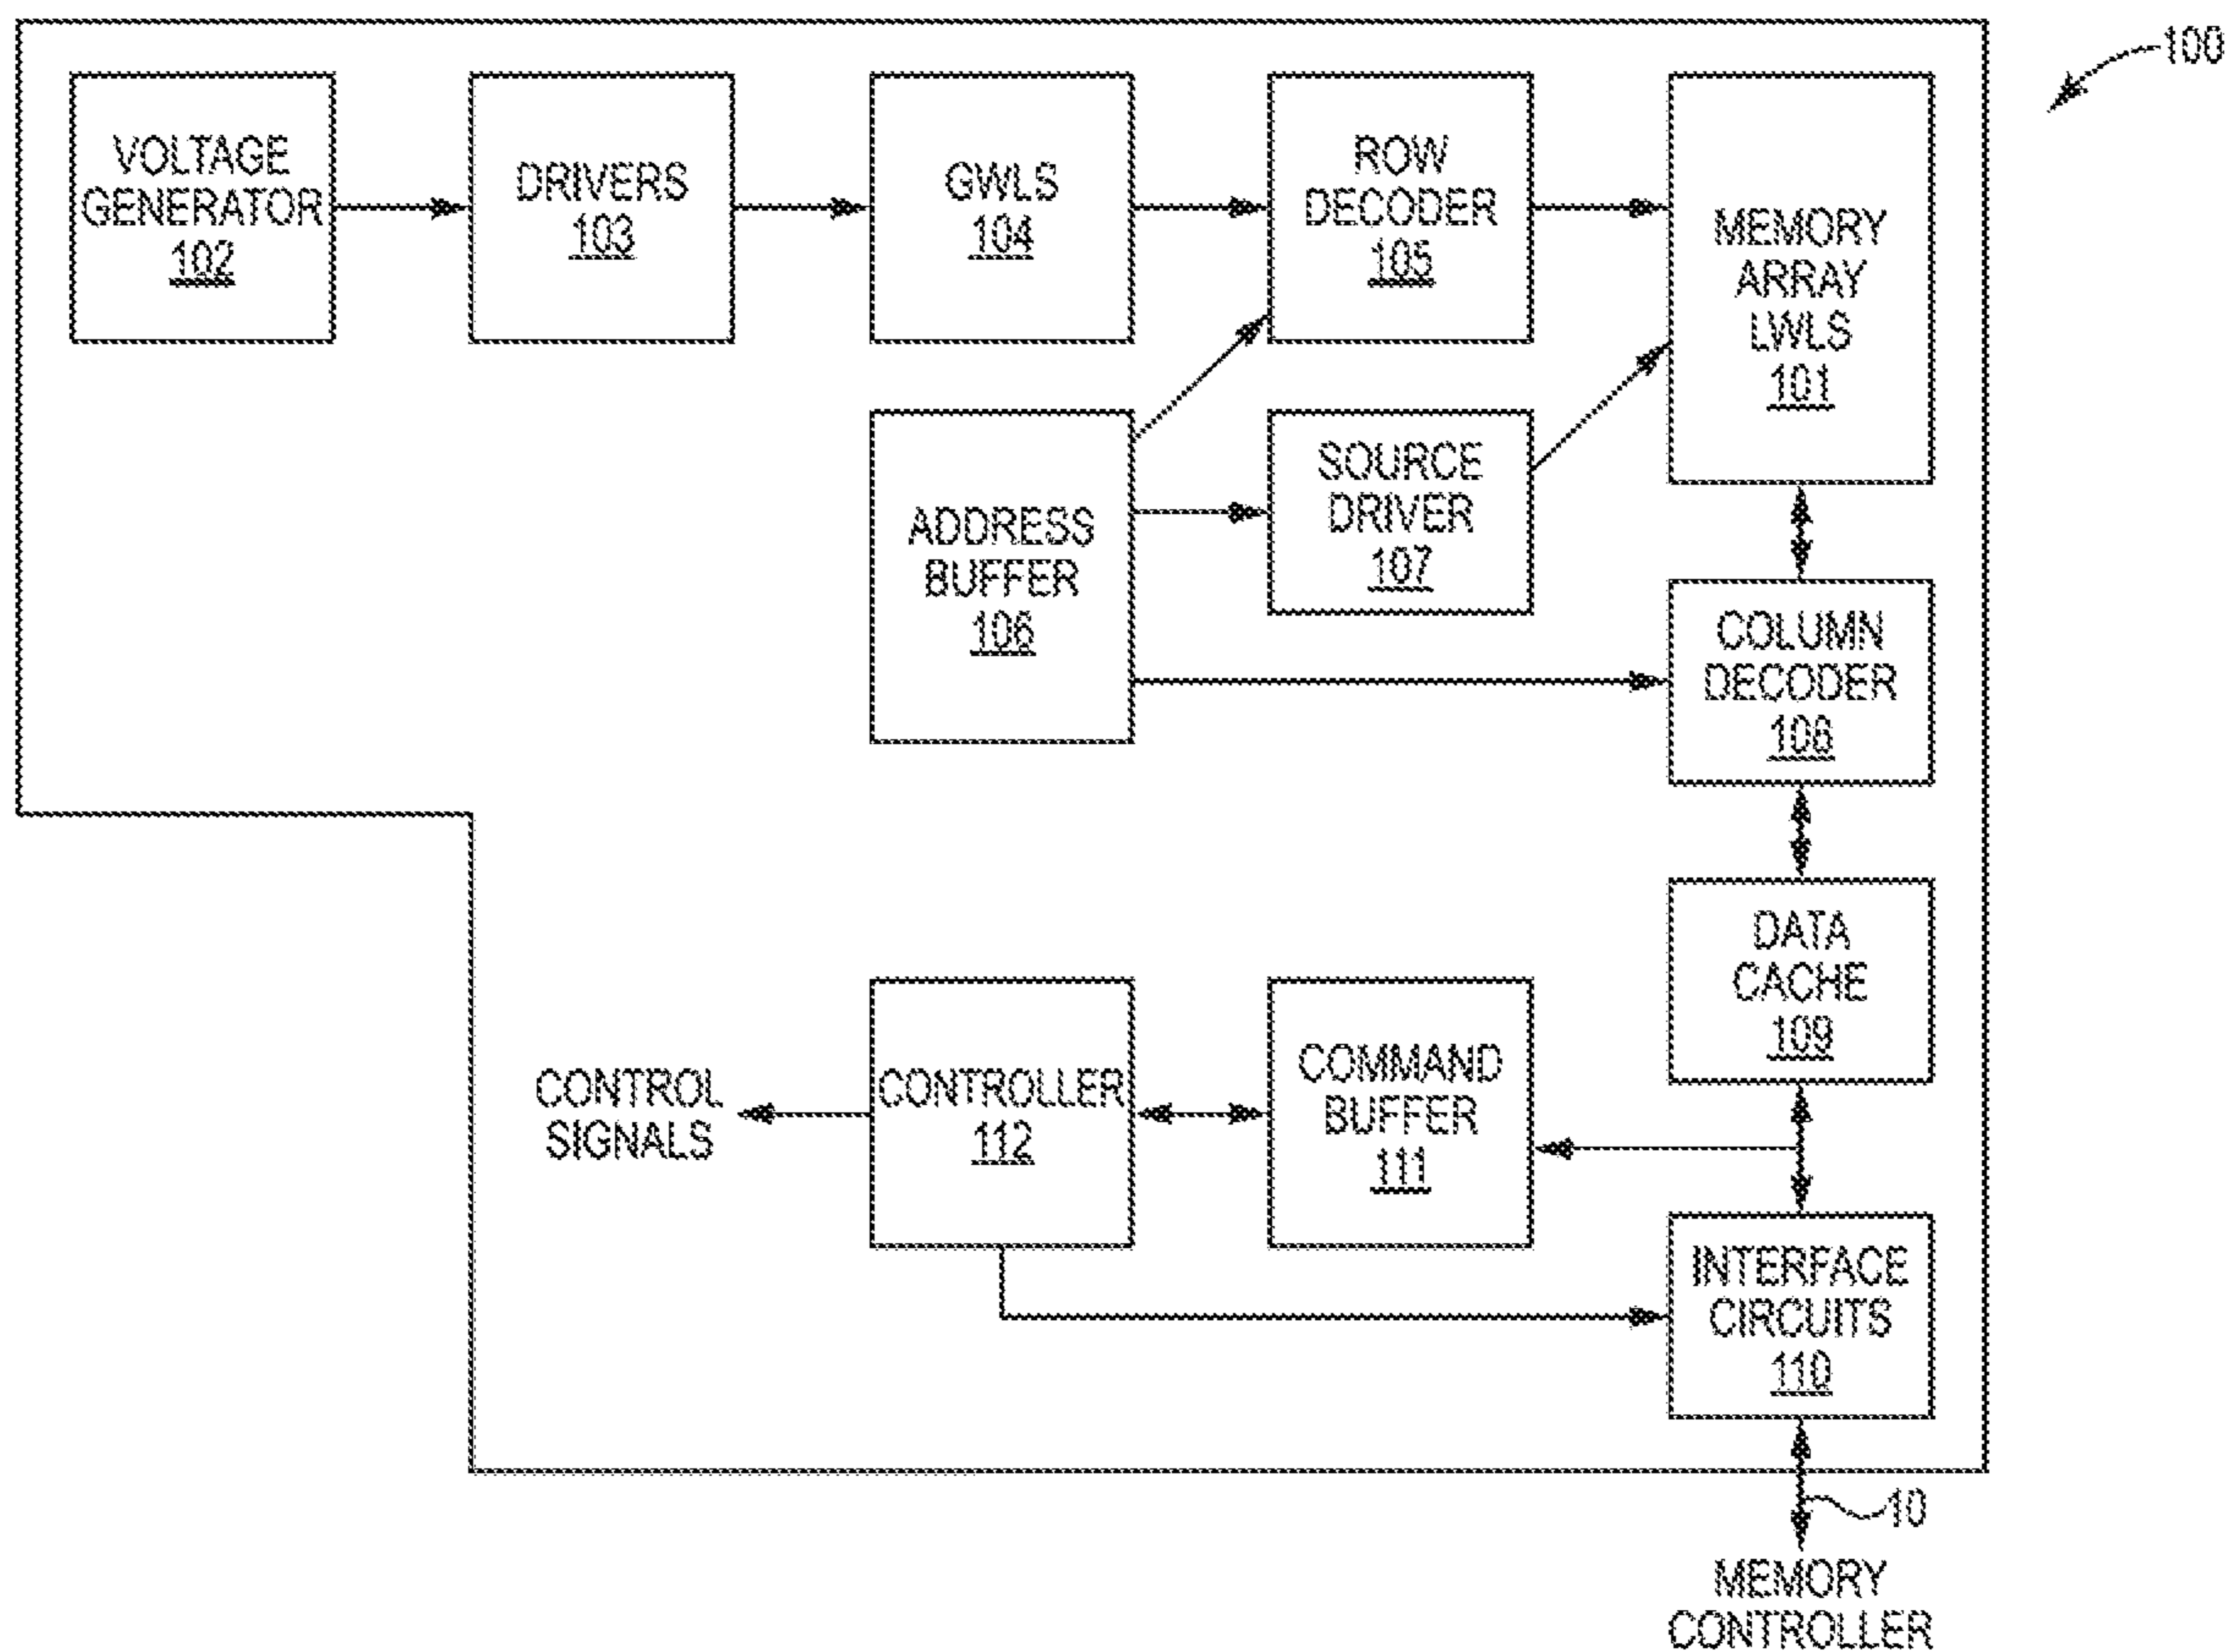 100
VOLTAGE
GENERATOR
102
DRIVERS
103
GWLS
104
ROW
DECODER
105
MEMORY
ARRAY
LWLS
101
ADDRESS
BUFFER
106
SOURCE
DRIVER
107
COLUMN
DECODER
108
DATA
CACHE
109
CONTROL
SIGNALS
CONTROLLER
112
COMMAND
BUFFER
111
INTERFACE
CIRCUITS
110
10
MEMORY
CONTROLLER